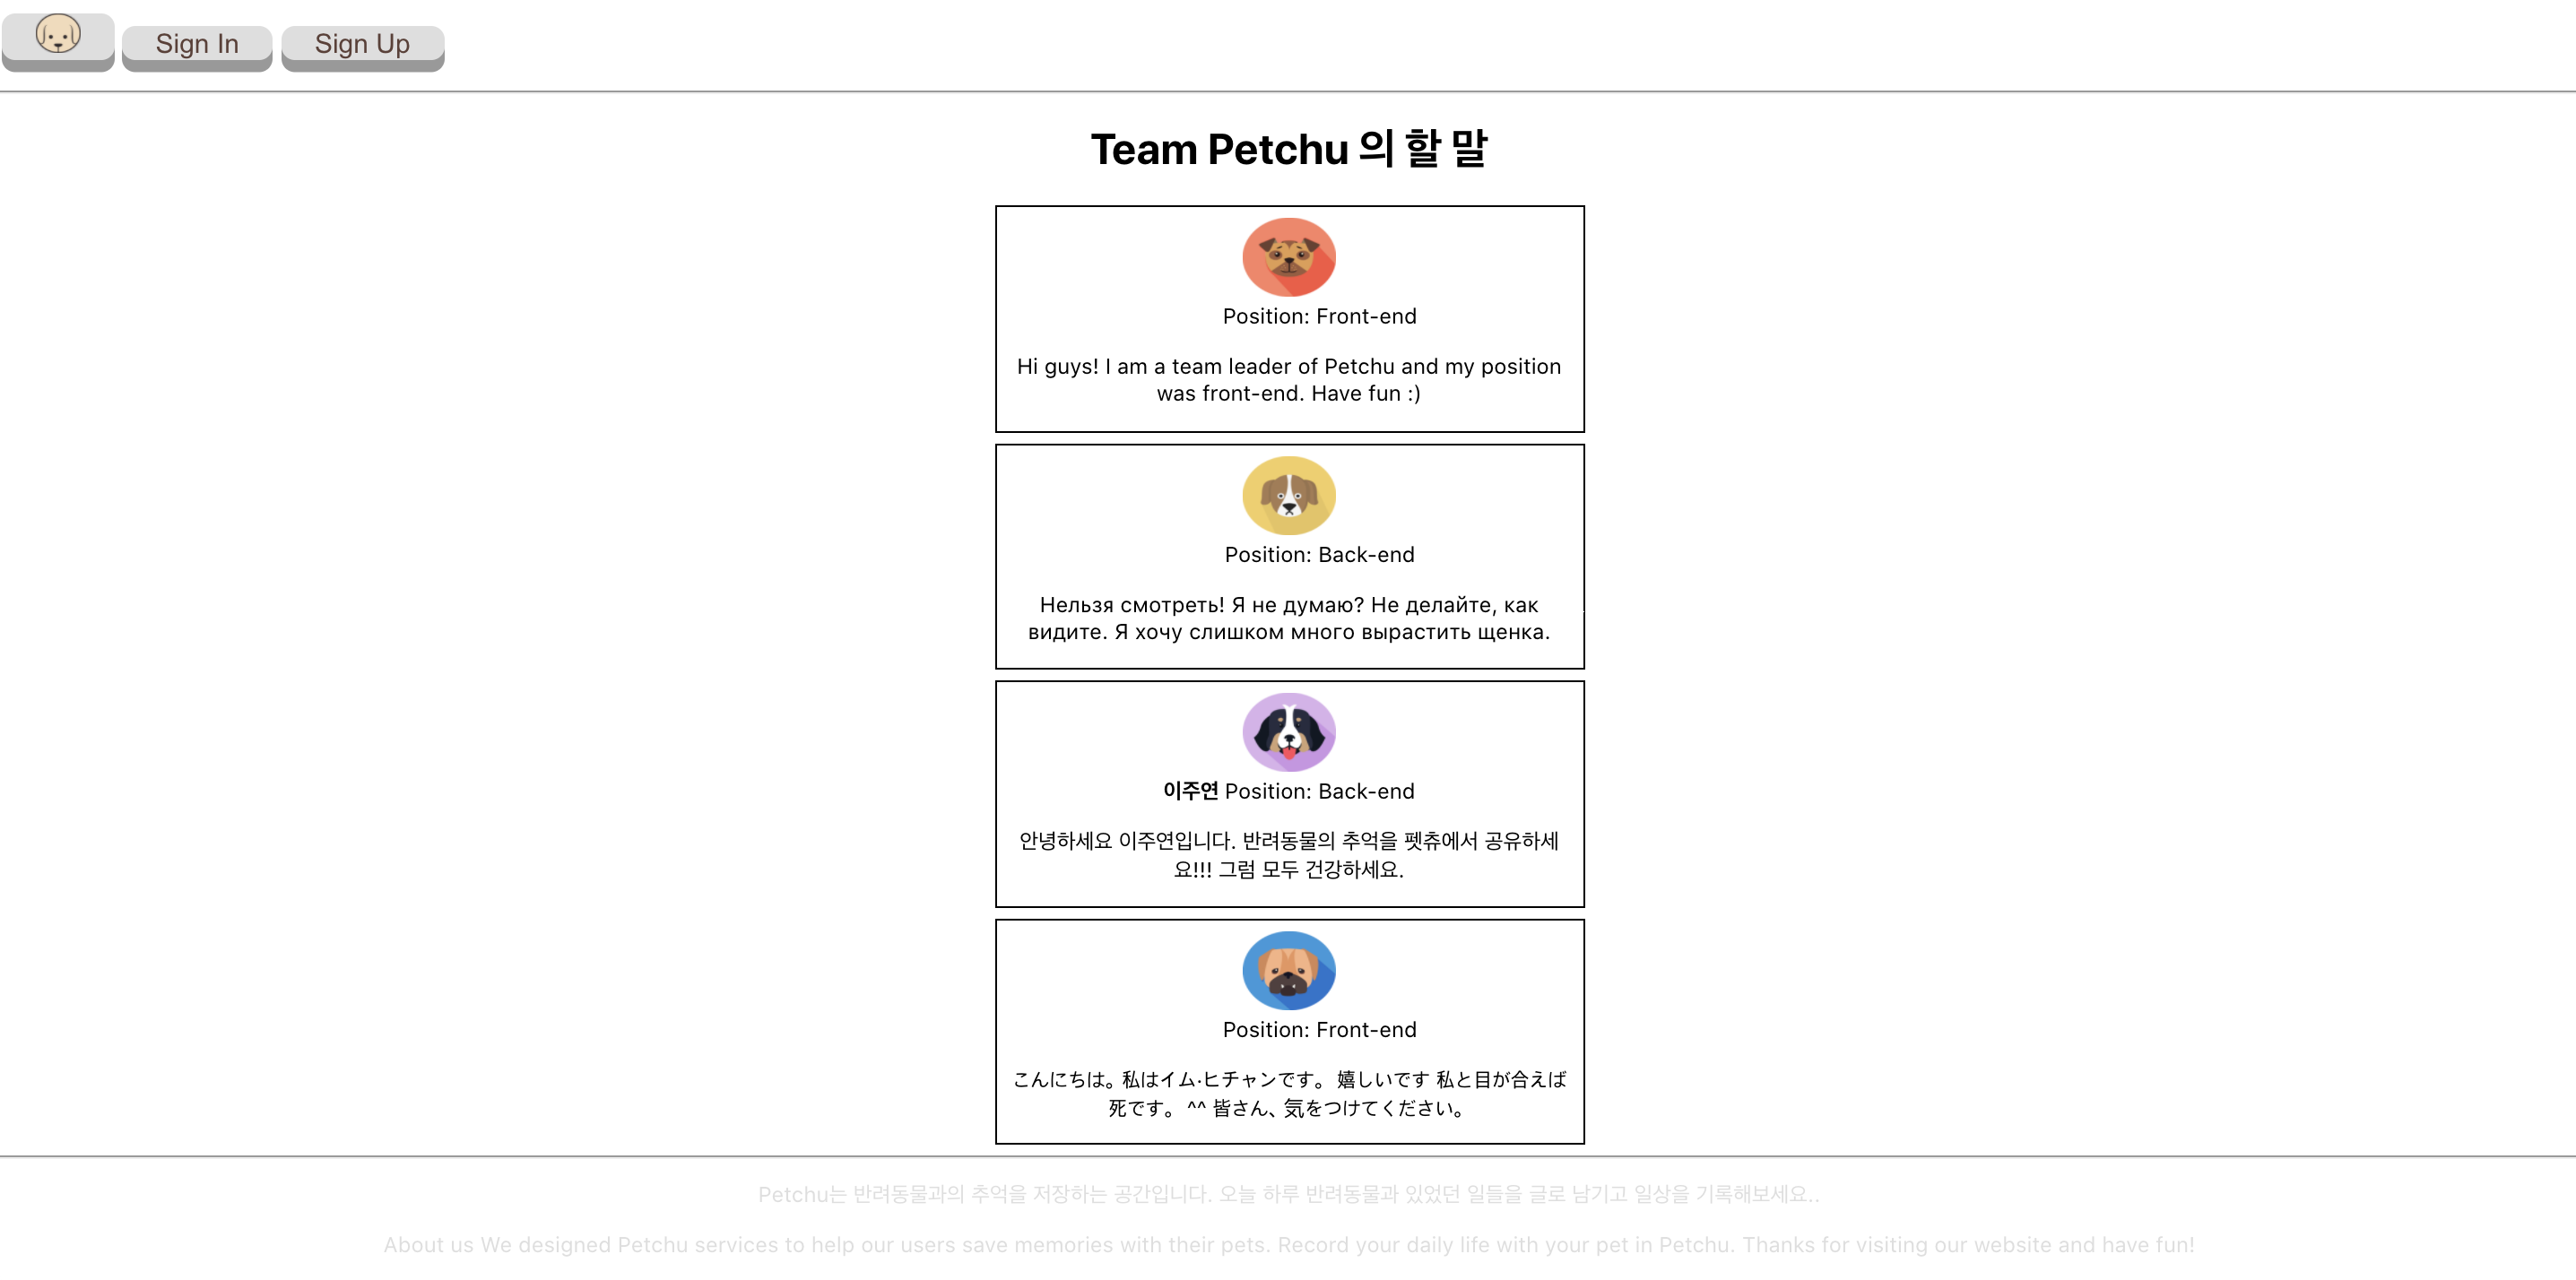 Sign In
Sign Up
Team Petchu 의 할 말
Position: Front-end
Hi guys! I am a team leader of Petchu and my position
was front-end. Have fun :)
Position: Back-end
Нельзя смотреть! Я не думаю? Не делайте, как
видите. Я хочу слишком много вырастить щенка.
이주연 Position: Back-end
안녕하세요 이주연입니다. 반려동물의 추억을 펫츄에서 공유하세
요!!! 그럼 모두 건강하세요.
Position: Front-end
こんにちは。私はイム·ヒチャンです。 嬉しいです 私と目が合えば
死です。 ^^ 皆さん、気をつけてください。
Petchu는 반려동물과의 추억을 저장하는 공간입니다. 오늘 하루 반려동물과 있었던 일들을 글로 남기고 일상을 기록해보세요..
About us We designed Petchu services to help our users save memories with their pets. Record your daily life with your pet in Petchu. Thanks for visiting our website and have fun!